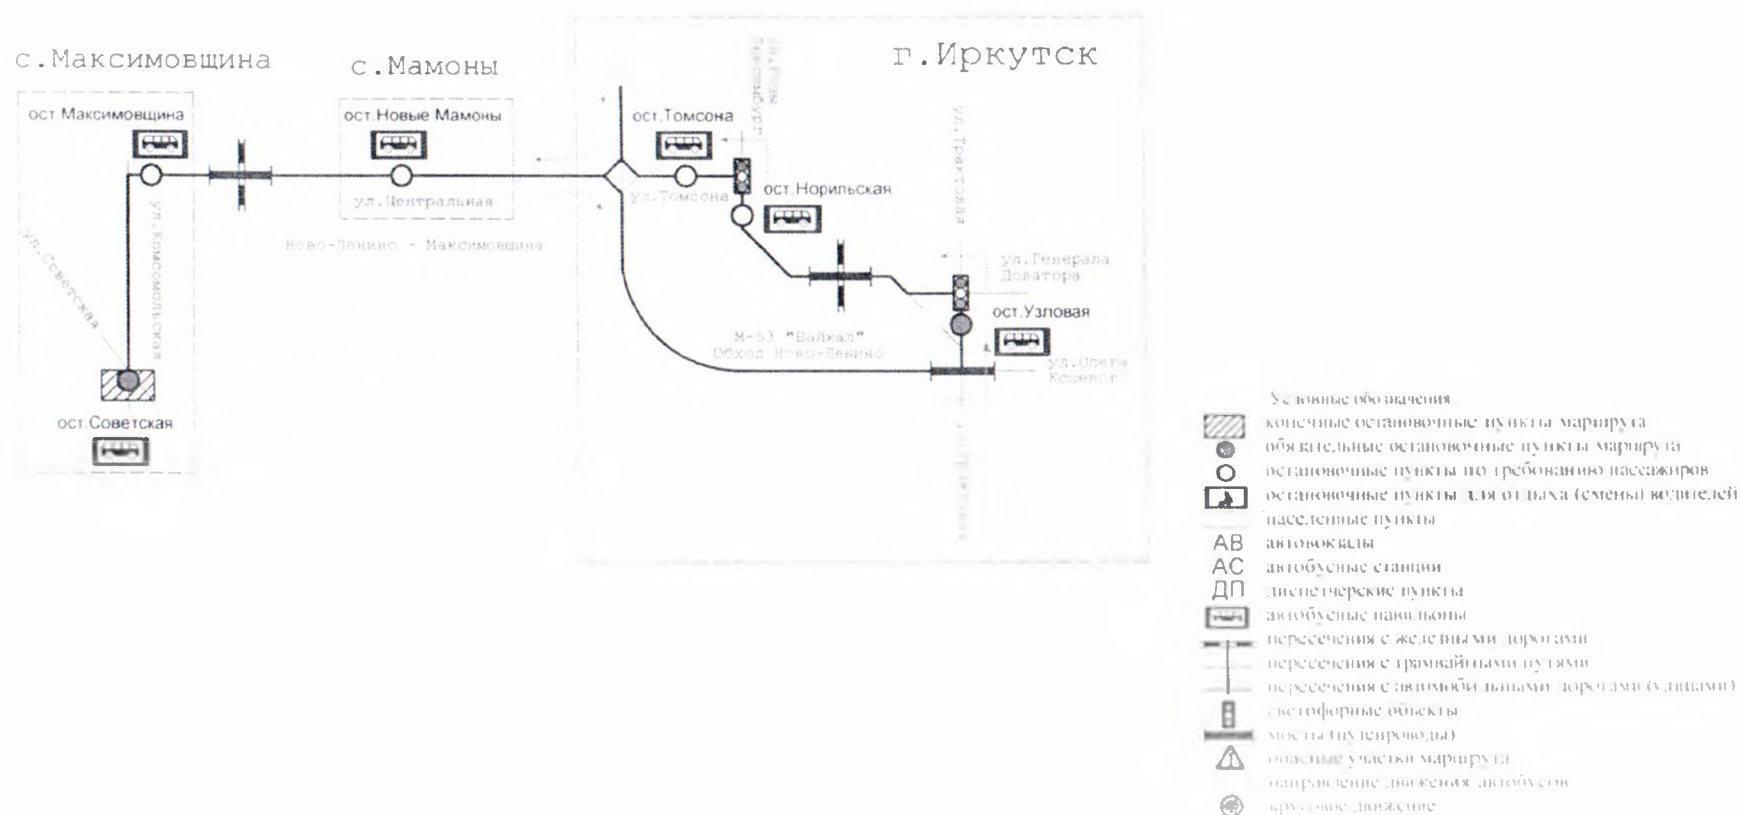 с.Максимовщина
с.Мамоны
г.Иркутск
ост.Максимовщина
ост.Новые Мамоны
ост.Томсона
ул.Трактовая
ост.Норильская
ул.Центральная
ул.Томсона
ул.Советская
ул.Комсомольская
Ново-Ленино - Максимовщина
ул.Генерала
Доватора
ост.Узловая
М-53 "Байкал"
Обход Ново-Ленино
ул.Олега
Кошевог
ост.Советская
Условные обозначения
конечные остановочные пункты маршрута
обязательные остановочные пункты маршрута
остановочные пункты по требованию пассажиров
остановочные пункты для отдыха (смены) водителей
населенные пункты
АВ автовокзалы
АС автобусные станции
ДП диспетчерские пункты
автобусные павильоны
пересечения с железными дорогами
пересечения с трамвайными путями
пересечения с автомобильными дорогами (улицами)
светофорные объекты
мосты (путепроводы)
опасные участки маршрута
направление движения автобусов
круговое движение